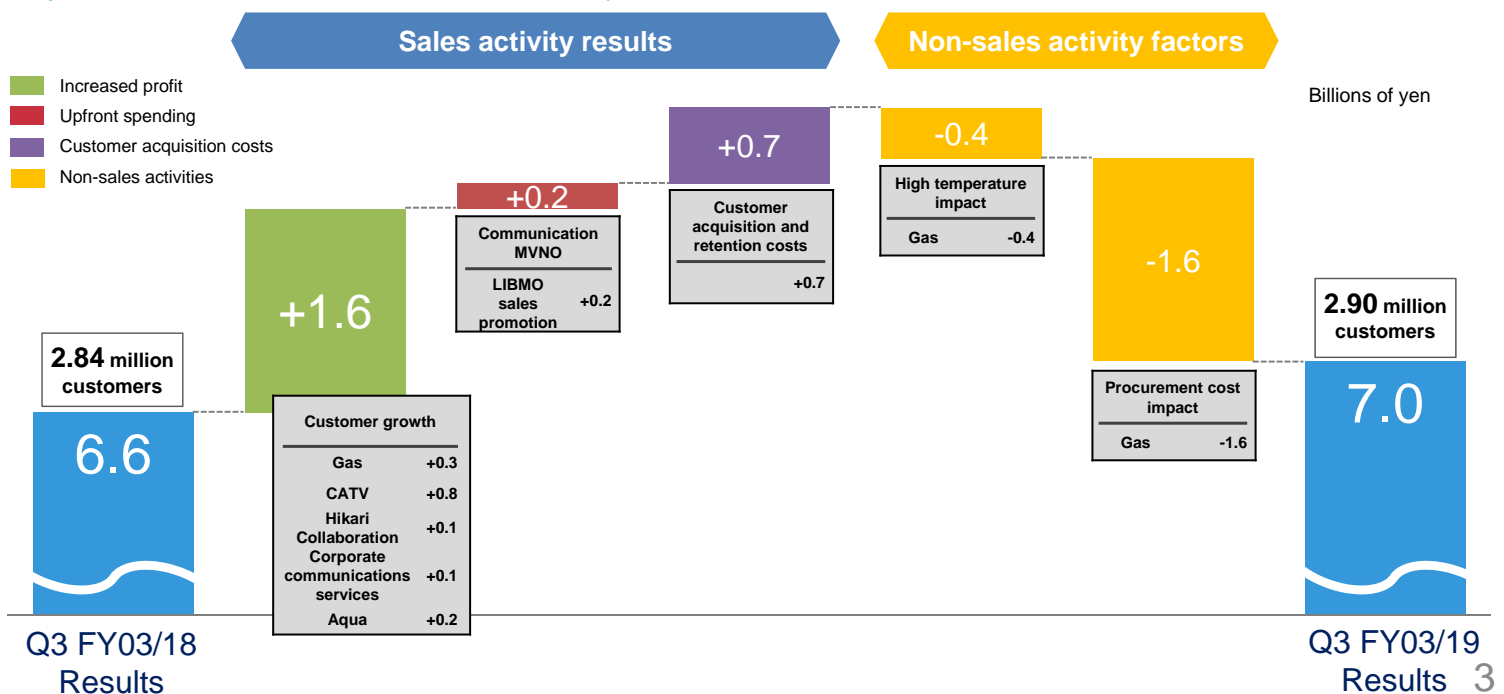 Sales activity results
Non-sales activity factors
Increased profit
Upfront spending
Customer acquisition costs
Non-sales activities
Billions of yen
2.84 million
customers
6.6
+1.6
Customer growth
Gas +0.3
CATV +0.8
Hikari
Collaboration +0.1
Corporate
communications +0.1
services
Aqua +0.2
+0.2
Communication
MVNO
LIBMO
sales +0.2
promotion
+0.7
Customer
acquisition and
retention costs
+0.7
-0.4
High temperature
impact
Gas -0.4
-1.6
Procurement cost
impact
Gas -1.6
2.90 million
customers
7.0
Q3 FY03/18
Results
Q3 FY03/19
Results
3